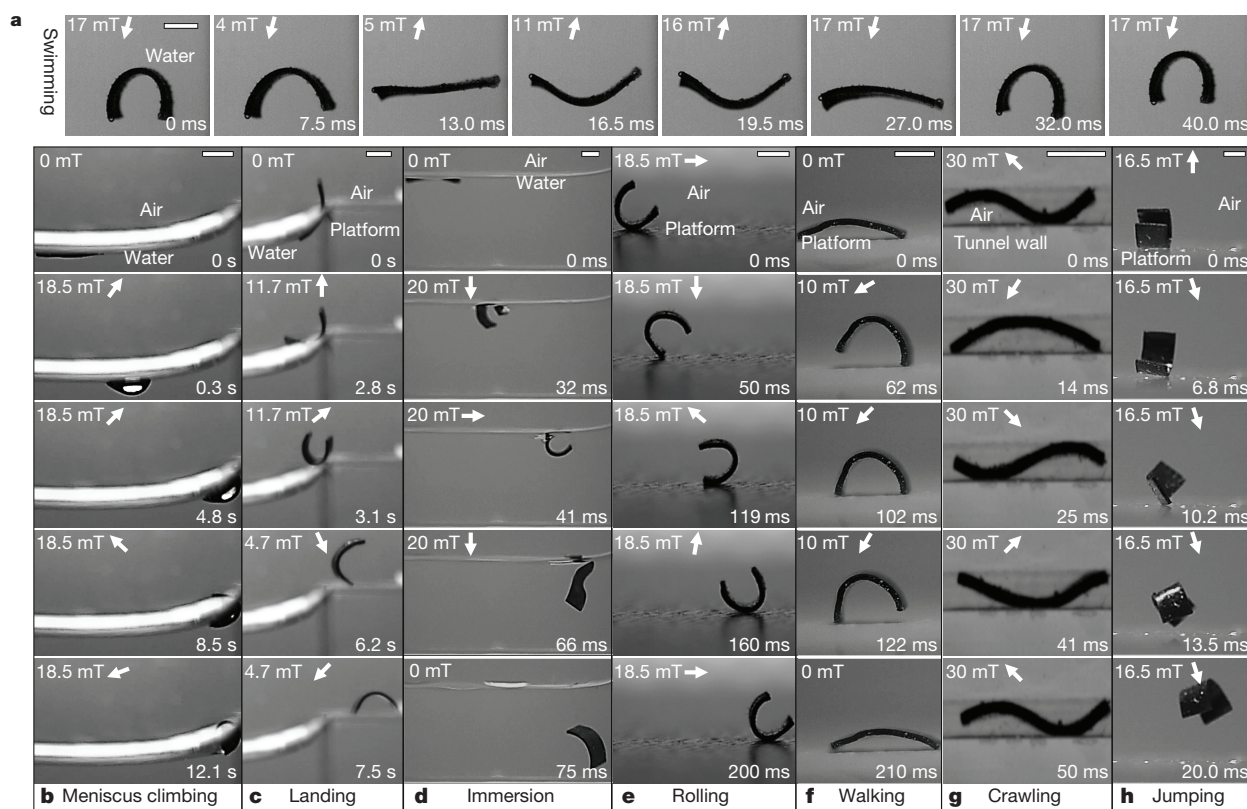 a
Swimming
17 mT
Water
0 ms
4 mT
7.5 ms
5 mT
13.0 ms
11 mT
16.5 ms
16 mT
19.5 ms
17 mT
27.0 ms
17 mT
32.0 ms
17 mT
40.0 ms
0 mT
Air
Water
0 s
18.5 mT
0.3 s
18.5 mT
4.8 s
18.5 mT
8.5 s
18.5 mT
12.1 s
b Meniscus climbing
0 mT
Air
Platform
Water
0 s
11.7 mT
2.8 s
11.7 mT
3.1 s
4.7 mT
6.2 s
4.7 mT
7.5 s
c Landing
0 mT
Air
Water
0 ms
20 mT
32 ms
20 mT
41 ms
20 mT
66 ms
0 mT
75 ms
d Immersion
18.5 mT
Air
Platform
0 ms
18.5 mT
50 ms
18.5 mT
119 ms
18.5 mT
160 ms
18.5 mT
200 ms
e Rolling
0 mT
Air
Platform
0 ms
10 mT
62 ms
10 mT
102 ms
10 mT
122 ms
0 mT
210 ms
f Walking
30 mT
Air
Tunnel wall
0 ms
30 mT
14 ms
30 mT
25 ms
30 mT
41 ms
30 mT
50 ms
g Crawling
16.5 mT
Air
Platform
0 ms
16.5 mT
6.8 ms
16.5 mT
10.2 ms
16.5 mT
13.5 ms
16.5 mT
20.0 ms
h Jumping